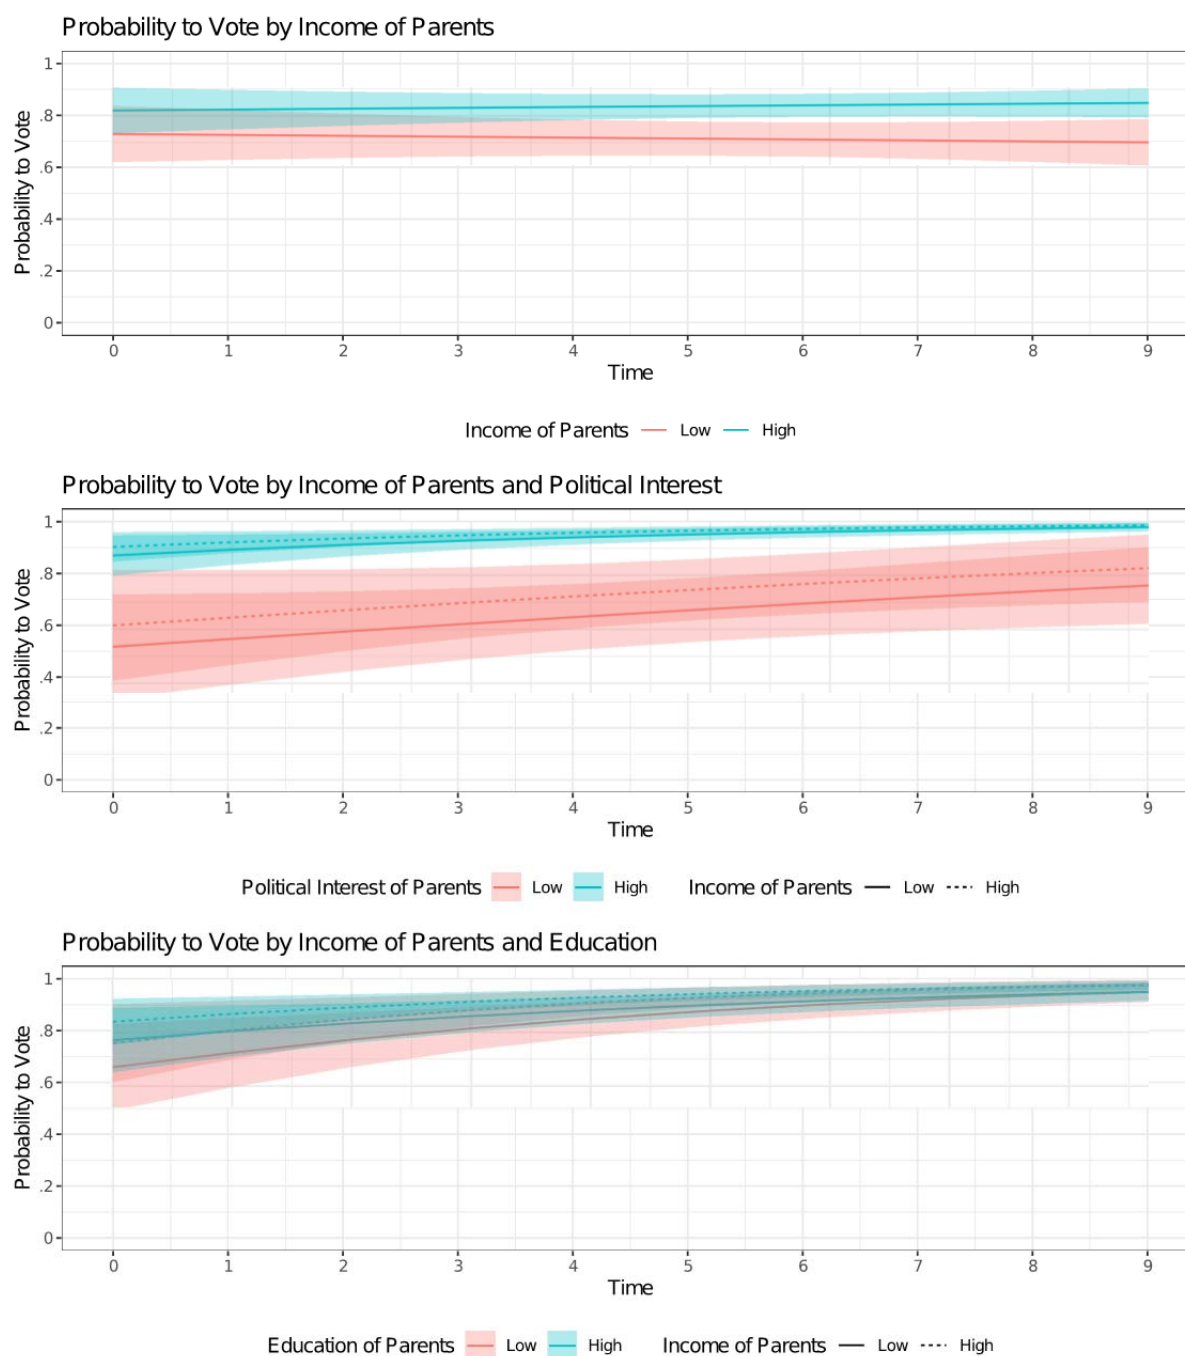 Probability to Vote by Income of Parents
1
.8
.6
.4
.2
0
Probability to Vote
0 1 2 3 4 5 6 7 8 9
Time
Income of Parents Low High
Probability to Vote by Income of Parents and Political Interest
1
.8
.6
.4
.2
0
Probability to Vote
0 1 2 3 4 5 6 7 8 9
Time
Political Interest of Parents Low High Income of Parents Low High
Probability to Vote by Income of Parents and Education
1
.8
.6
.4
.2
0
Probability to Vote
0 1 2 3 4 5 6 7 8 9
Time
Education of Parents Low High Income of Parents Low High